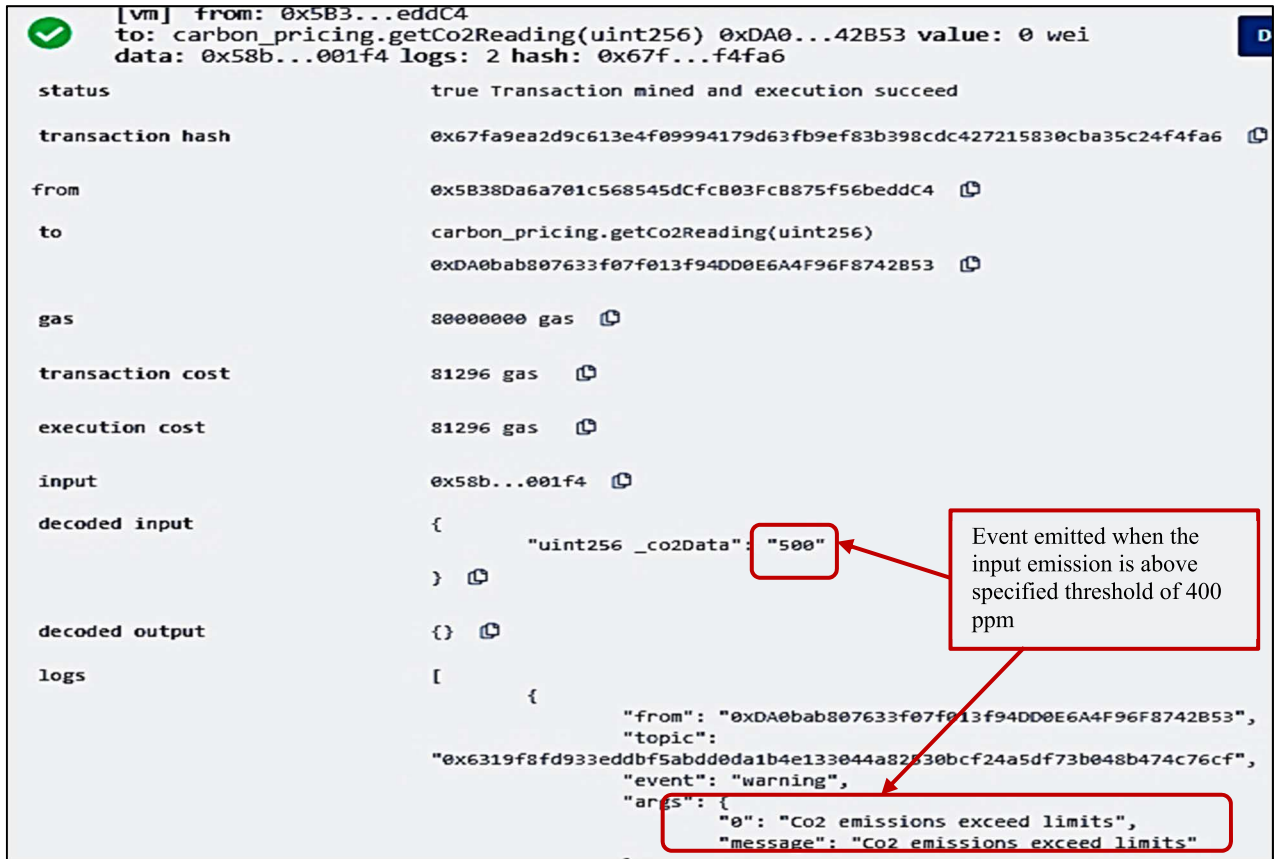 [vm] from: 0x5B3...eddC4
to: carbon_pricing.getCo2Reading(uint256) 0xDA0...42B53 value: 0 wei
data: 0x58b...001f4 logs: 2 hash: 0x67f...f4fa6
D
status true Transaction mined and execution succeed
transaction hash 0x67fa9ea2d9c613e4f09994179d63fb9ef83b398cdc427215830cba35c24f4fa6
from 0x5B38Da6a701c568545dCfcB03FcB875f56beddC4
to carbon_pricing.getCo2Reading(uint256)
0xDA0bab807633f07f013f94DD0E6A4F96F8742B53
gas 80000000 gas
transaction cost 81296 gas
execution cost 81296 gas
input 0x58b...001f4
decoded input {
"uint256 _co2Data": "500"
}
Event emitted when the
input emission is above
specified threshold of 400
ppm
decoded output {}
logs [
{
"from": "0xDA0bab807633f07f013f94DD0E6A4F96F8742B53",
"topic":
"0x6319f8fd933eddbf5abdd0da1b4e133044a82530bcf24a5df73b048b474c76cf",
"event": "warning",
"args": {
"0": "Co2 emissions exceed limits",
"message": "Co2 emissions exceed limits"